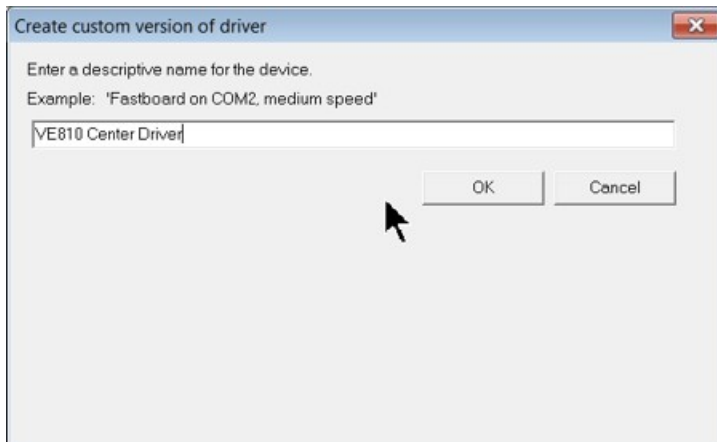 Create custom version of driver
Enter a descriptive name for the device.
Example: 'Fastboard on COM2, medium speed'
VE810 Center Driver
OK Cancel